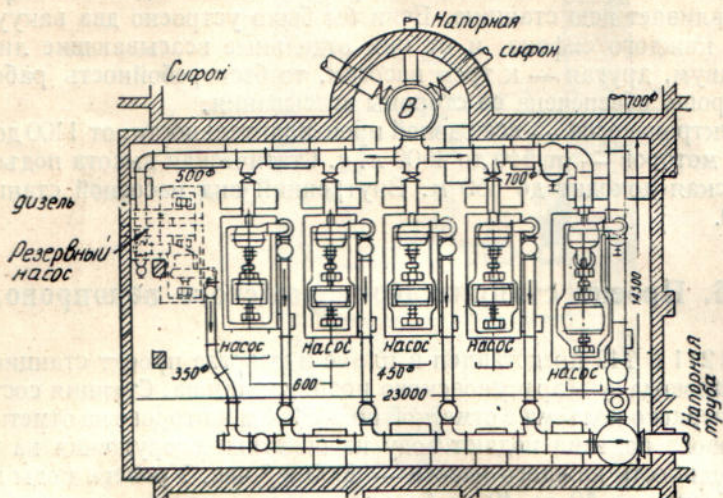 Напорная
сифон
Сифон
В
700ф
500ф
700ф
дизель
Резервный
насос
14300
насос
насос
насос
насос
насос
350ф
600
450ф
23000
Напорная
труба